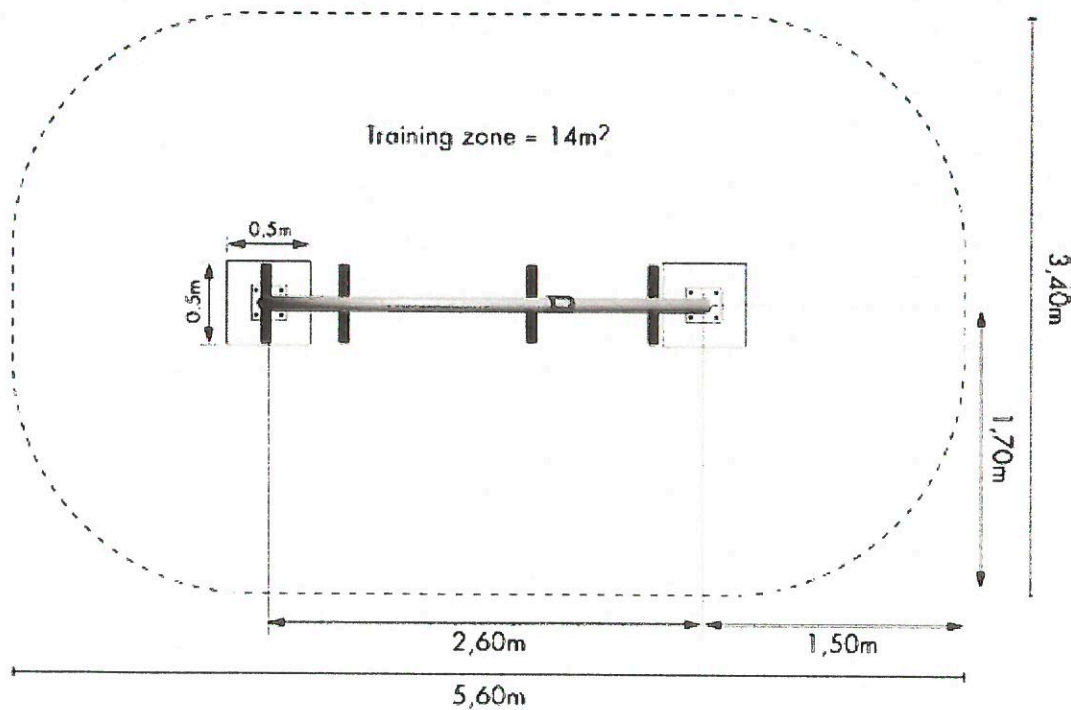 Training zone = 14m²
0.5m
0.5m
3,40m
1,70m
2,60m
1,50m
5,60m